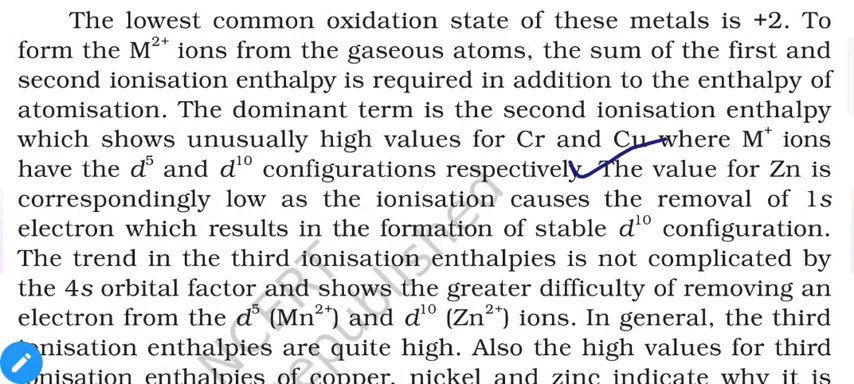 The lowest common oxidation state of these metals is +2. To
form the M²⁺ ions from the gaseous atoms, the sum of the first and
second ionisation enthalpy is required in addition to the enthalpy of
atomisation. The dominant term is the second ionisation enthalpy
which shows unusually high values for Cr and Cu where M⁺ ions
have the d⁵ and d¹⁰ configurations respectively. The value for Zn is
correspondingly low as the ionisation causes the removal of 1s
electron which results in the formation of stable d¹⁰ configuration.
The trend in the third ionisation enthalpies is not complicated by
the 4s orbital factor and shows the greater difficulty of removing an
electron from the d⁵ (Mn²⁺) and d¹⁰ (Zn²⁺) ions. In general, the third
ionisation enthalpies are quite high. Also the high values for third
ionisation enthalpies of copper, nickel and zinc indicate why it is
NCERT
republished